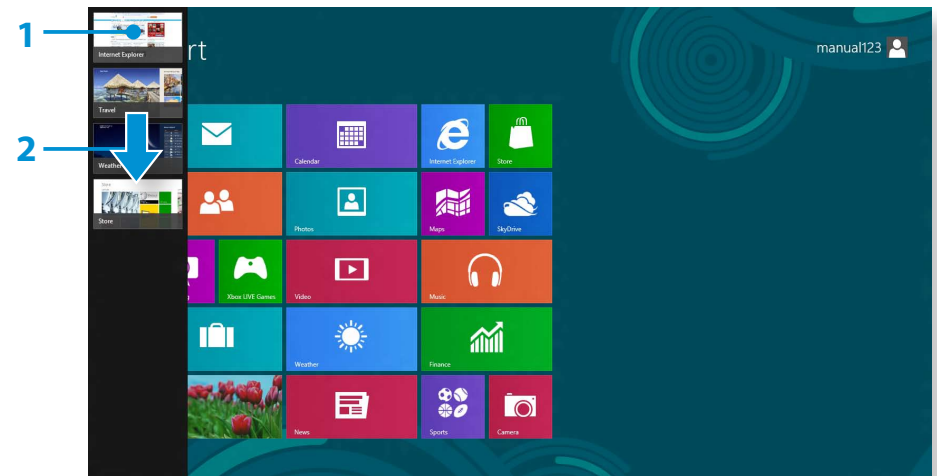 1
Internet Explorer
rt
manual123
Travel
2
Weather
Store
Calendar
Internet Explorer
Store
Photos
Maps
SkyDrive
Xbox LIVE Games
Video
Music
Weather
Finance
News
Sports
Camera